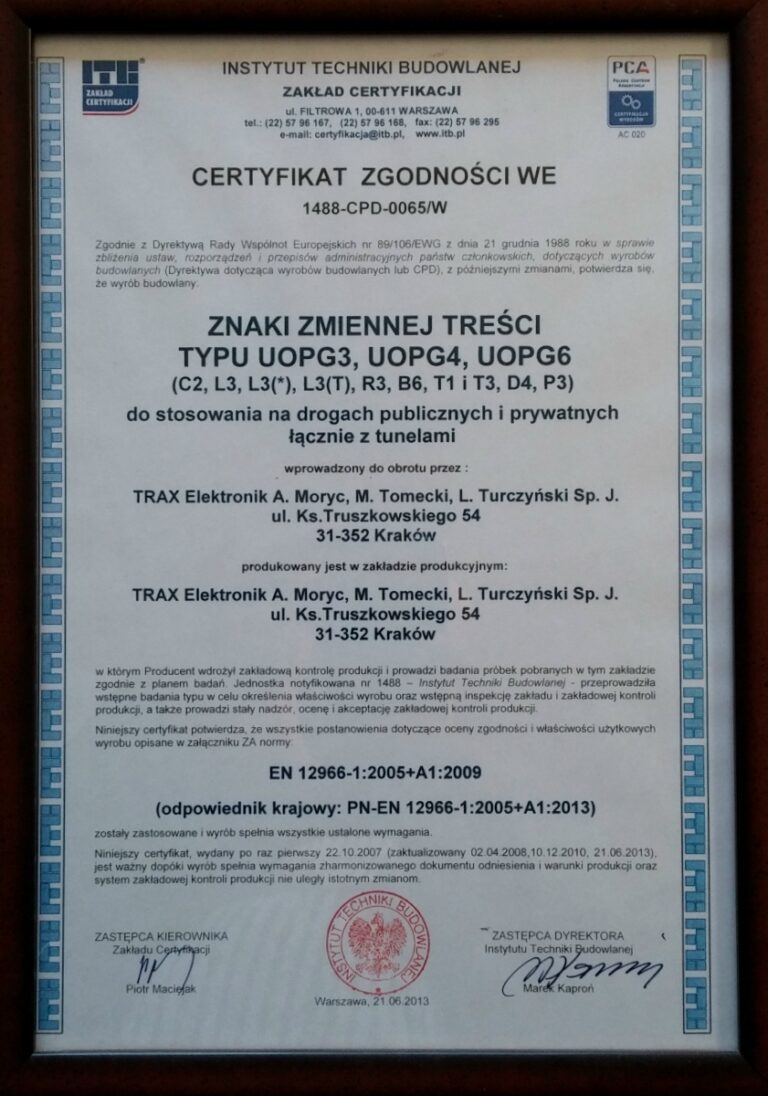 ITB
ZAKŁAD
CERTYFIKACJI
INSTYTUT TECHNIKI BUDOWLANEJ
ZAKŁAD CERTYFIKACJI
ul. FILTROWA 1, 00-611 WARSZAWA
tel.: (22) 57 96 167, (22) 57 96 168, fax: (22) 57 96 295
e-mail: certyfikacja@itb.pl, www.itb.pl
PCA
POLSKIE CENTRUM
AKREDYTACJI
CERTYFIKACJA
WYROBÓW
AC 020
CERTYFIKAT ZGODNOŚCI WE
1488-CPD-0065/W
Zgodnie z Dyrektywą Rady Wspólnot Europejskich nr 89/106/EWG z dnia 21 grudnia 1988 roku w sprawie
zbliżenia ustaw, rozporządzeń i przepisów administracyjnych państw członkowskich, dotyczących wyrobów
budowlanych (Dyrektywa dotycząca wyrobów budowlanych lub CPD), z późniejszymi zmianami, potwierdza się,
że wyrób budowlany:
ZNAKI ZMIENNEJ TREŚCI
TYPU UOPG3, UOPG4, UOPG6
(C2, L3, L3(*), L3(T), R3, B6, T1 i T3, D4, P3)
do stosowania na drogach publicznych i prywatnych
łącznie z tunelami
wprowadzony do obrotu przez :
TRAX Elektronik A. Moryc, M. Tomecki, L. Turczyński Sp. J.
ul. Ks.Truszkowskiego 54
31-352 Kraków
produkowany jest w zakładzie produkcyjnym:
TRAX Elektronik A. Moryc, M. Tomecki, L. Turczyński Sp. J.
ul. Ks.Truszkowskiego 54
31-352 Kraków
w którym Producent wdrożył zakładową kontrolę produkcji i prowadzi badania próbek pobranych w tym zakładzie
zgodnie z planem badań. Jednostka notyfikowana nr 1488 – Instytut Techniki Budowlanej - przeprowadziła
wstępne badania typu w celu określenia właściwości wyrobu oraz wstępną inspekcję zakładu i zakładowej kontroli
produkcji, a także prowadzi stały nadzór, ocenę i akceptację zakładowej kontroli produkcji.
Niniejszy certyfikat potwierdza, że wszystkie postanowienia dotyczące oceny zgodności i właściwości użytkowych
wyrobu opisane w załączniku ZA normy:
EN 12966-1:2005+A1:2009
(odpowiednik krajowy: PN-EN 12966-1:2005+A1:2013)
zostały zastosowane i wyrób spełnia wszystkie ustalone wymagania.
Niniejszy certyfikat, wydany po raz pierwszy 22.10.2007 (zaktualizowany 02.04.2008,10.12.2010, 21.06.2013),
jest ważny dopóki wyrób spełnia wymagania zharmonizowanego dokumentu odniesienia i warunki produkcji oraz
system zakładowej kontroli produkcji nie uległy istotnym zmianom.
ZASTĘPCA KIEROWNIKA
Zakładu Certyfikacji
Piotr Maciejak
INSTYTUT TECHNIKI BUDOWLANEJ
ZASTĘPCA DYREKTORA
Instytutu Techniki Budowlanej
Marek Kaproń
Warszawa, 21.06.2013